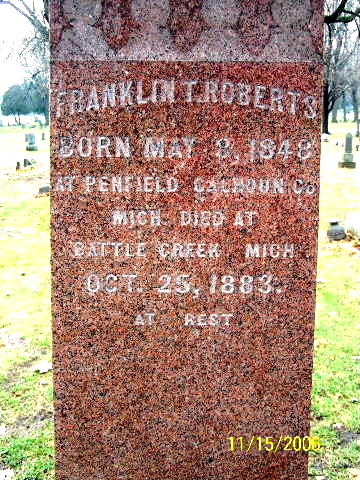 FRANKLIN T. ROBERTS
BORN MAY 8, 1848
AT PENFIELD CALHOUN CO
MICH. DIED AT
BATTLE CREEK MICH.
OCT. 25, 1883.
AT REST
11/15/2006